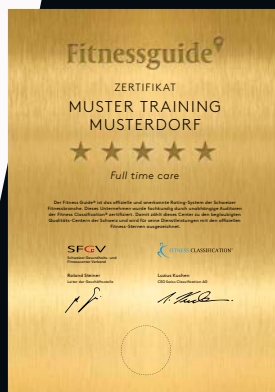 Fitnessguide
ZERTIFIKAT
MUSTER TRAINING
MUSTERDORF
Full time care
Der Fitness Guide® ist das offizielle und anerkannte Rating-System der Schweizer
Fitnessbranche. Dieses Unternehmen wurde fachkundig durch unabhängige Auditoren
der Fitness Classification® zertifiziert. Damit zählt dieses Center zu den beglaubigten
Qualitäts-Centern der Schweiz und wird für seine Dienstleistungen mit den offiziellen
Fitness-Sternen ausgezeichnet.
SFGV
Schweizer Gesundheits- und
Fitnesscenter Verband
FITNESS CLASSIFICATION®
Roland Steiner
Leiter der Geschäftsstelle
Luzius Kuchen
CEO Swiss Classification AG